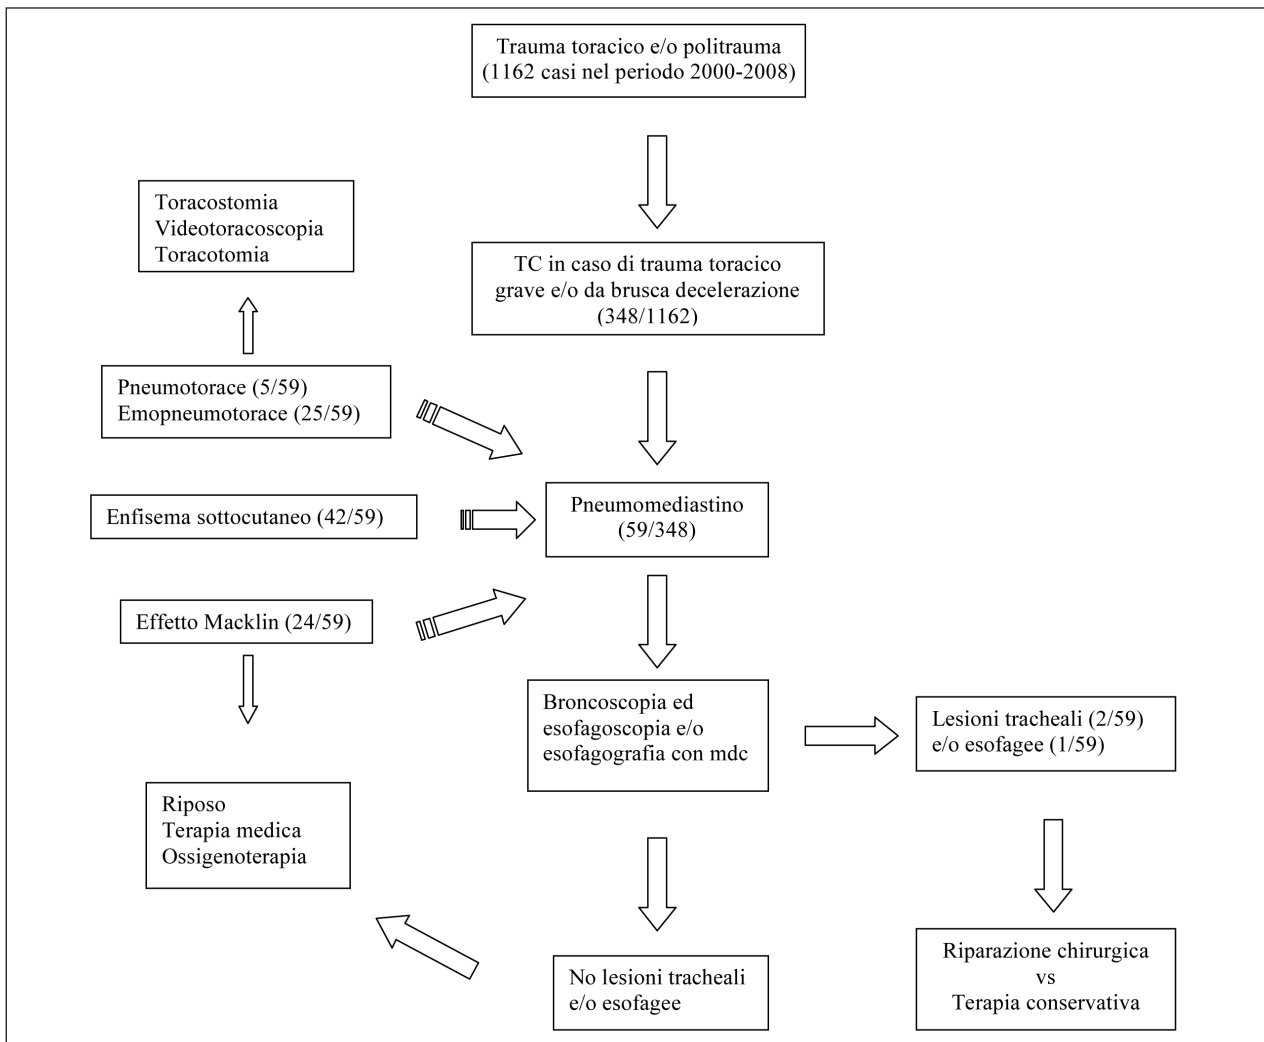 Trauma toracico e/o politrauma
(1162 casi nel periodo 2000-2008)
Toracostomia
Videotoracoscopia
Toracotomia
TC in caso di trauma toracico
grave e/o da brusca decelerazione
(348/1162)
Pneumotorace (5/59)
Emopneumotorace (25/59)
Enfisema sottocutaneo (42/59)
Pneumomediastino
(59/348)
Effetto Macklin (24/59)
Broncoscopia ed
esofagoscopia e/o
esofagografia con mdc
Lesioni tracheali (2/59)
e/o esofagee (1/59)
Riposo
Terapia medica
Ossigenoterapia
No lesioni tracheali
e/o esofagee
Riparazione chirurgica
vs
Terapia conservativa